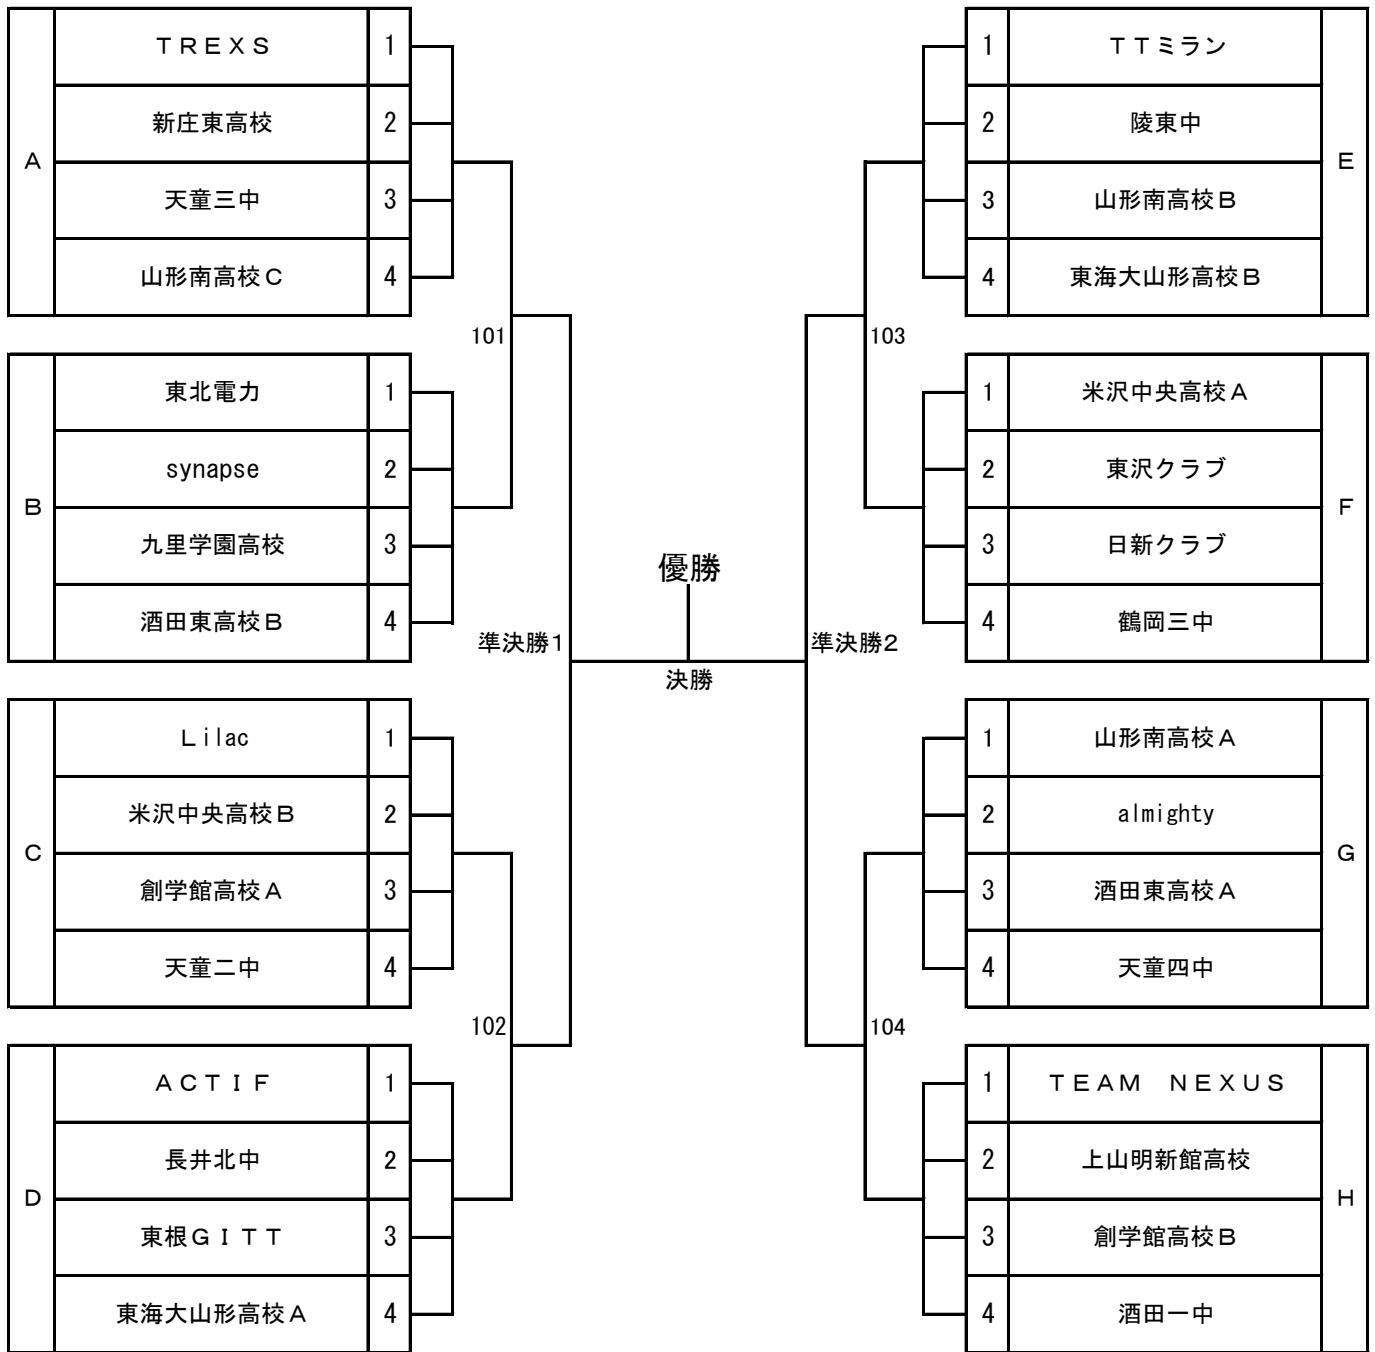 A
ＴＲＥＸＳ 1
新庄東高校 2
天童三中 3
山形南高校Ｃ 4
101
B
東北電力 1
synapse 2
九里学園高校 3
酒田東高校Ｂ 4
準決勝1
C
Ｌilac 1
米沢中央高校Ｂ 2
創学館高校Ａ 3
天童二中 4
102
D
ＡＣＴＩＦ 1
長井北中 2
東根ＧＩＴＴ 3
東海大山形高校Ａ 4
優勝
決勝
E
1 ＴＴミラン
2 陵東中
3 山形南高校Ｂ
4 東海大山形高校Ｂ
103
F
1 米沢中央高校Ａ
2 東沢クラブ
3 日新クラブ
4 鶴岡三中
準決勝2
G
1 山形南高校Ａ
2 almighty
3 酒田東高校Ａ
4 天童四中
104
H
1 ＴＥＡＭ　ＮＥＸＵＳ
2 上山明新館高校
3 創学館高校Ｂ
4 酒田一中